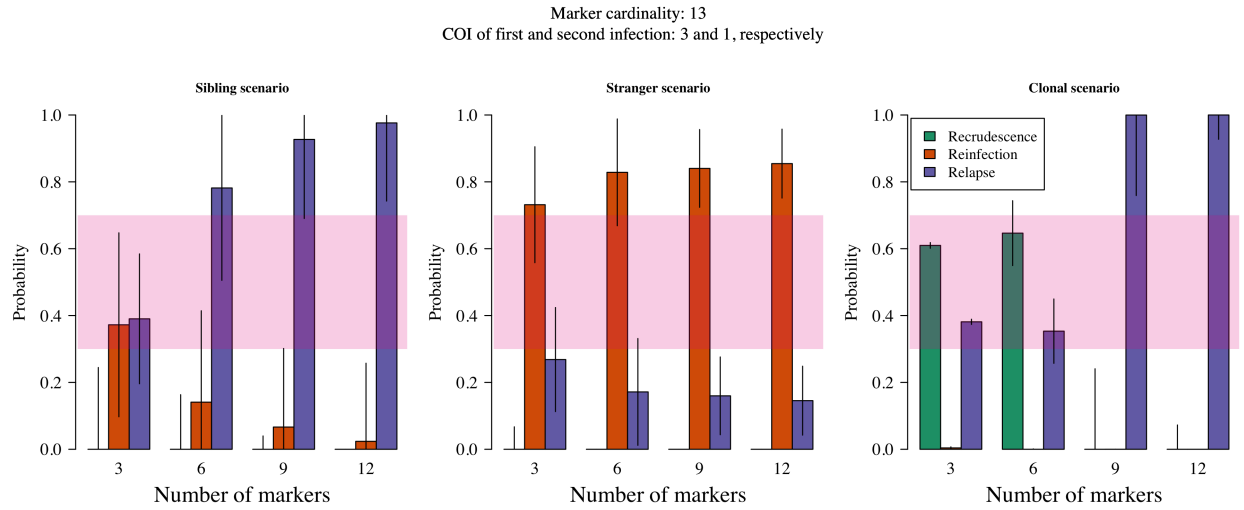 Marker cardinality: 13
COI of first and second infection: 3 and 1, respectively
Sibling scenario
1.0
0.8
0.6
0.4
0.2
0.0
Probability
3 6 9 12
Number of markers
Stranger scenario
1.0
0.8
0.6
0.4
0.2
0.0
Probability
3 6 9 12
Number of markers
Clonal scenario
1.0
0.8
0.6
0.4
0.2
0.0
Probability
Recrudescence
Reinfection
Relapse
3 6 9 12
Number of markers